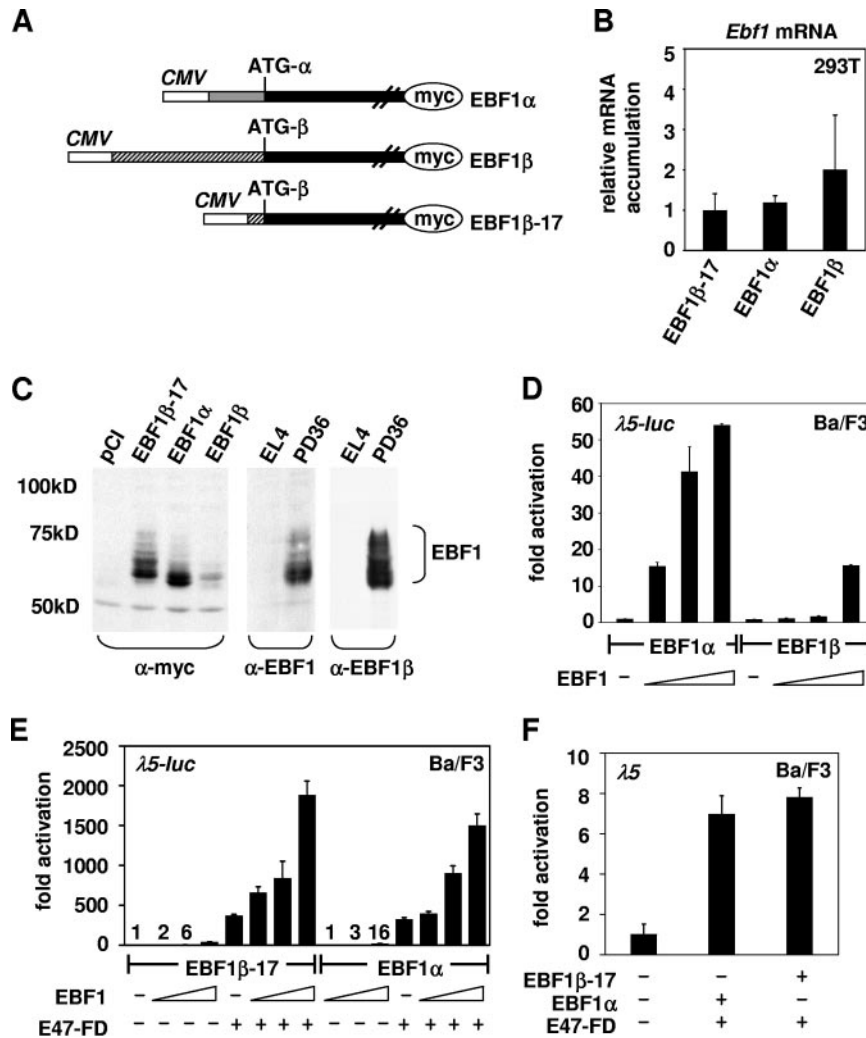 A
CMV
ATG-α
myc
EBF1α
CMV
ATG-β
myc
EBF1β
CMV
ATG-β
myc
EBF1β-17
B
Ebf1 mRNA
293T
relative mRNA
accumulation
5
4
3
2
1
0
EBF1β-17
EBF1α
EBF1β
C
pCI
EBF1β-17
EBF1α
EBF1β
EL4
PD36
EL4
PD36
100kD
75kD
50kD
EBF1
α-myc
α-EBF1
α-EBF1β
D
λ5-luc
Ba/F3
fold activation
60
50
40
30
20
10
0
EBF1α
EBF1β
EBF1
–
–
E
λ5-luc
Ba/F3
fold activation
2500
2000
1500
1000
500
0
1 2 6
1 3 16
EBF1β-17
EBF1α
EBF1 – – – –
E47-FD – – – – + + + + – – – – + + + +
F
λ5
Ba/F3
fold activation
10
8
6
4
2
0
EBF1β-17 – – +
EBF1α – + –
E47-FD – + +